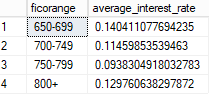 ficorange average_interest_rate
1 650-699 0.140411077694235
2 700-749 0.11459853539463
3 750-799 0.0938304918032783
4 800+ 0.129760638297872